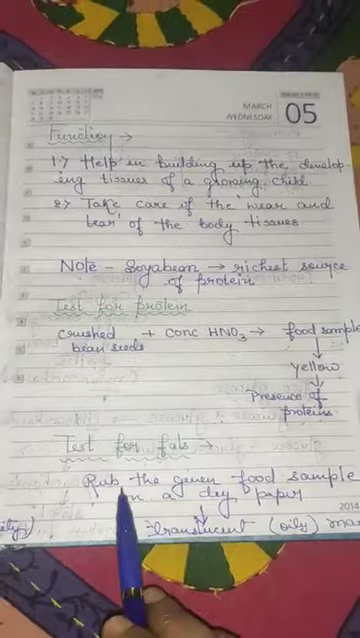 MARCH
WEDNESDAY 05
Function →
1.) Help in building up the develop-
ing tissues of a growing child.
2.) Take care of the wear and
tear of the body tissues.
Note - Soyabean → richest source
of protein
Test for protein
crushed + Conc HNO3 → food sample
bean seeds
↓
Yellow
↓
Presence of
proteins.
Test for fats →
Rub the given food sample
on a dry paper
↓
2014
Translucent (oily)